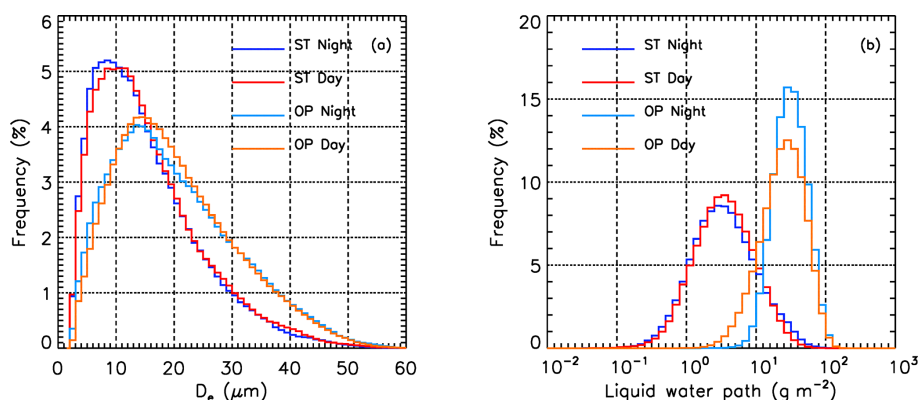 (a)
ST Night
ST Day
OP Night
OP Day
Frequency (%)
6
5
4
3
2
1
0
0 10 20 30 40 50 60
D_e (μm)
(b)
ST Night
ST Day
OP Night
OP Day
Frequency (%)
20
15
10
5
0
10⁻² 10⁻¹ 10⁰ 10¹ 10² 10³
Liquid water path (g m⁻²)